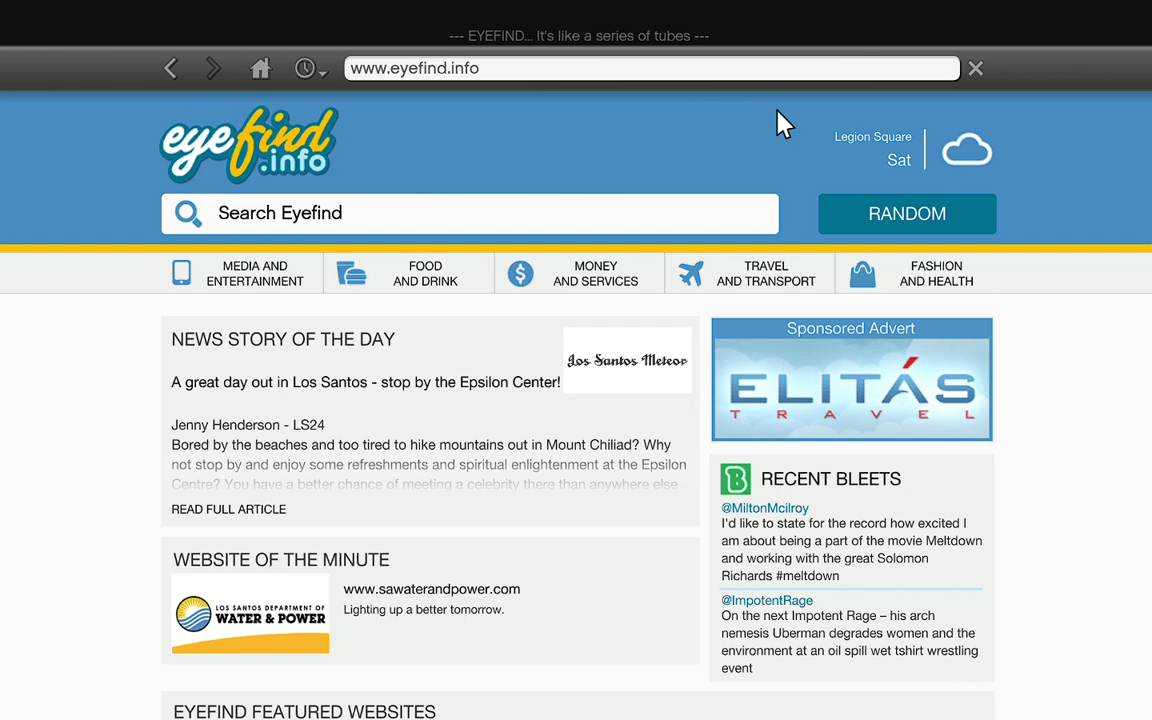 --- EYEFIND... It's like a series of tubes ---
www.eyefind.info
eyefind
.info
Legion Square
Sat
Search Eyefind
RANDOM
MEDIA AND
ENTERTAINMENT
FOOD
AND DRINK
MONEY
AND SERVICES
TRAVEL
AND TRANSPORT
FASHION
AND HEALTH
NEWS STORY OF THE DAY
Los Santos Meteor
A great day out in Los Santos - stop by the Epsilon Center!
Jenny Henderson - LS24
Bored by the beaches and too tired to hike mountains out in Mount Chiliad? Why
not stop by and enjoy some refreshments and spiritual enlightenment at the Epsilon
Centre? You have a better chance of meeting a celebrity there than anywhere else
READ FULL ARTICLE
Sponsored Advert
ELITÁS
TRAVEL
RECENT BLEETS
@MiltonMcilroy
I'd like to state for the record how excited I
am about being a part of the movie Meltdown
and working with the great Solomon
Richards #meltdown
@ImpotentRage
On the next Impotent Rage – his arch
nemesis Uberman degrades women and the
environment at an oil spill wet tshirt wrestling
event
WEBSITE OF THE MINUTE
LOS SANTOS DEPARTMENT OF
WATER & POWER
www.sawaterandpower.com
Lighting up a better tomorrow.
EYEFIND FEATURED WEBSITES